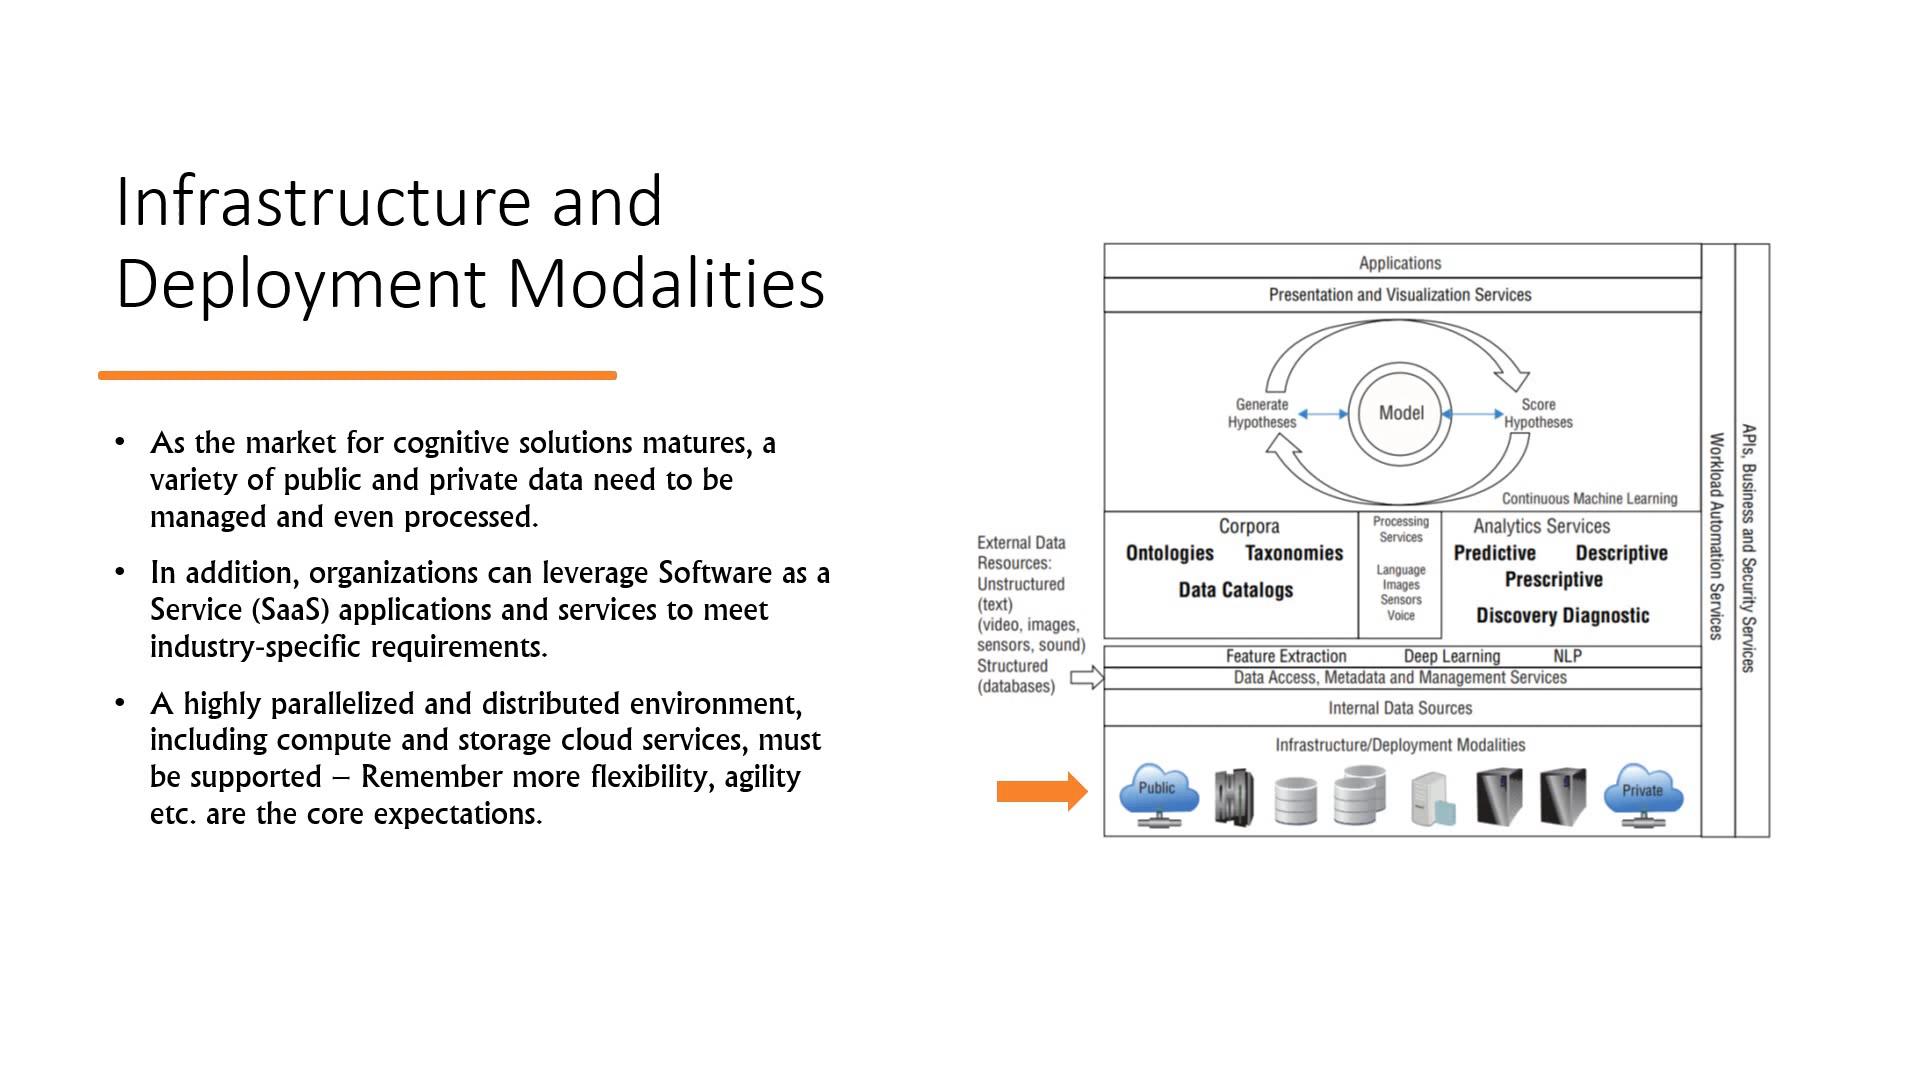 Infrastructure and
Deployment Modalities
• As the market for cognitive solutions matures, a
variety of public and private data need to be
managed and even processed.
• In addition, organizations can leverage Software as a
Service (SaaS) applications and services to meet
industry-specific requirements.
• A highly parallelized and distributed environment,
including compute and storage cloud services, must
be supported – Remember more flexibility, agility
etc. are the core expectations.
Applications
Presentation and Visualization Services
Generate
Hypotheses
Model
Score
Hypotheses
Continuous Machine Learning
Corpora
Ontologies Taxonomies
Data Catalogs
Processing
Services
Language
Images
Sensors
Voice
Analytics Services
Predictive Descriptive
Prescriptive
Discovery Diagnostic
External Data
Resources:
Unstructured
(text)
(video, images,
sensors, sound)
Structured
(databases)
Feature Extraction Deep Learning NLP
Data Access, Metadata and Management Services
Internal Data Sources
Infrastructure/Deployment Modalities
Public
Private
Workload Automation Services
APIs, Business and Security Services